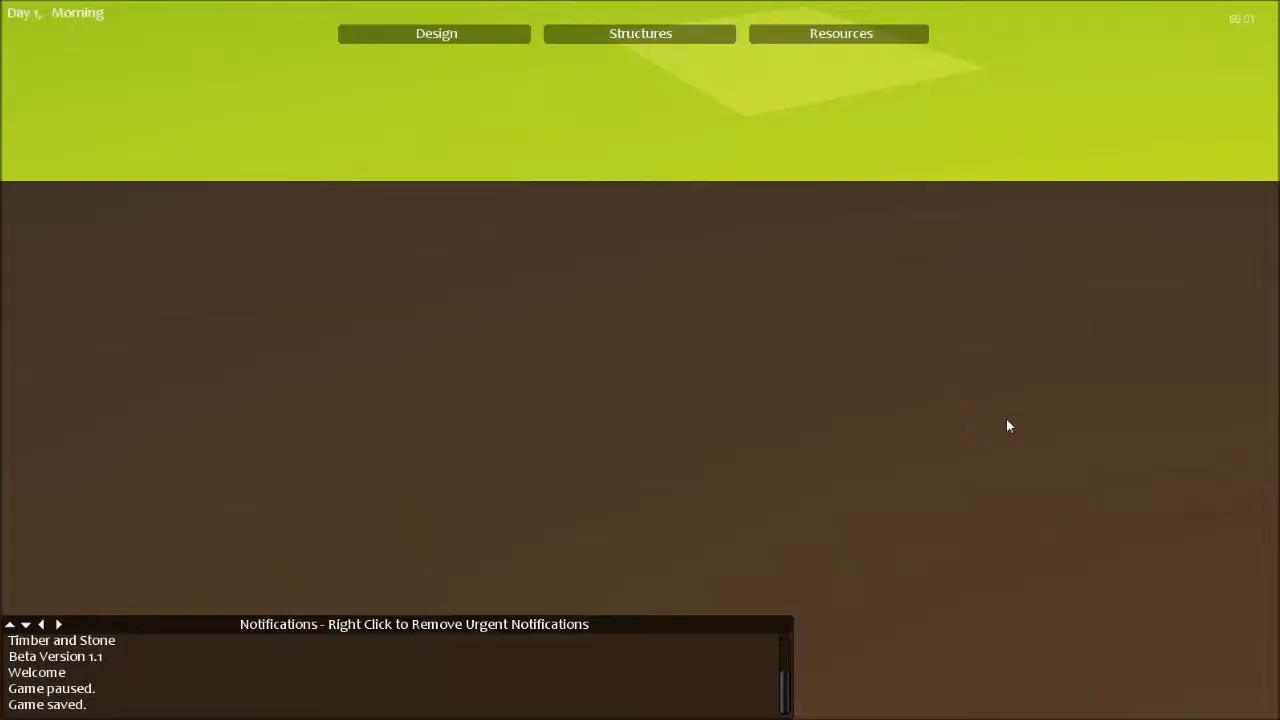 Day 1,   Morning
60.01
Design
Structures
Resources
Notifications - Right Click to Remove Urgent Notifications
Timber and Stone
Beta Version 1.1
Welcome
Game paused.
Game saved.